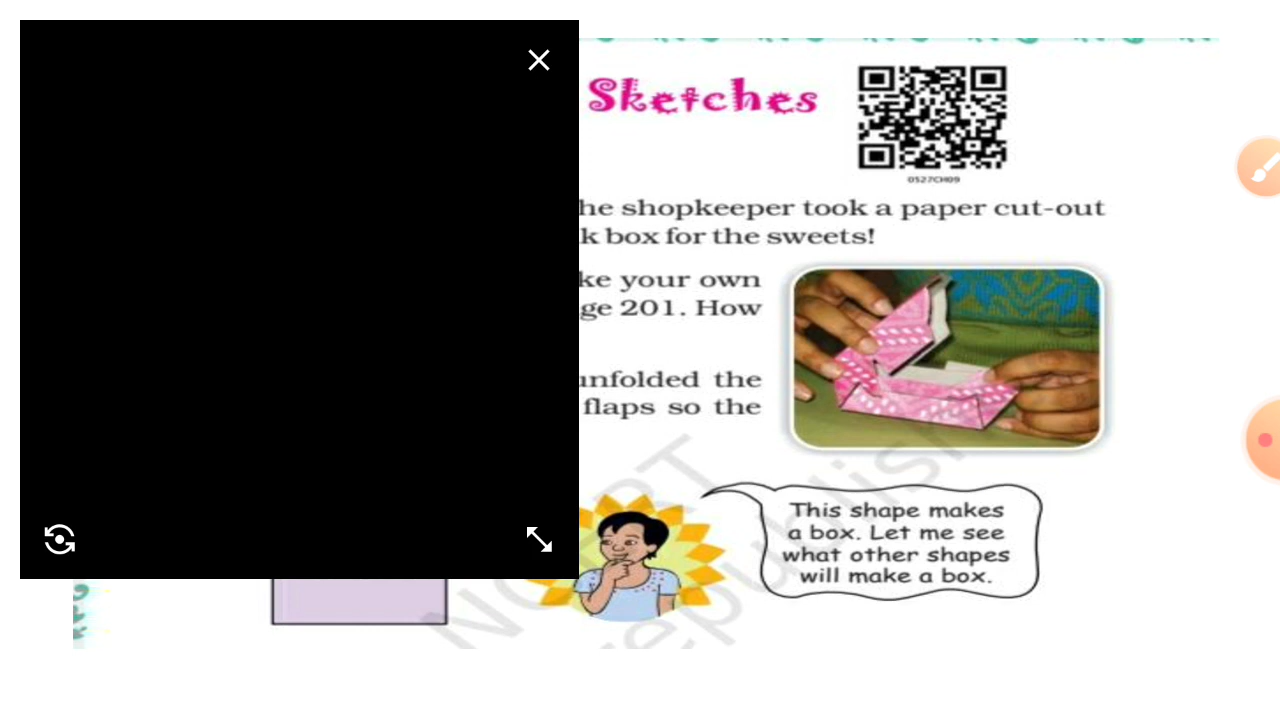 Sketches
0527CH09
he shopkeeper took a paper cut-out
k box for the sweets!
ke your own
ge 201. How
unfolded the
flaps so the
This shape makes
a box. Let me see
what other shapes
will make a box.